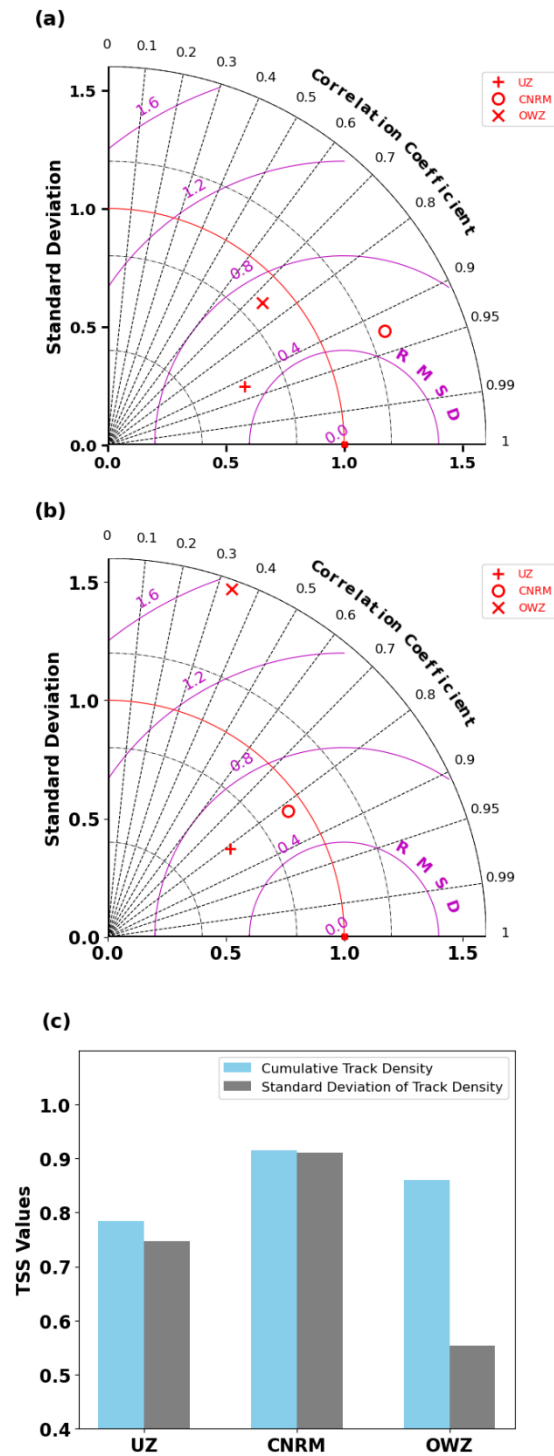 (a)
0
0.1
0.2
0.3
0.4
0.5
0.6
0.7
0.8
0.9
0.95
0.99
1
Correlation Coefficient
UZ
CNRM
OWZ
Standard Deviation
1.5
1.0
0.5
0.0
1.6
1.2
0.8
0.4
0.0
R M S D
0.0 0.5 1.0 1.5
(b)
0
0.1
0.2
0.3
0.4
0.5
0.6
0.7
0.8
0.9
0.95
0.99
1
Correlation Coefficient
UZ
CNRM
OWZ
Standard Deviation
1.5
1.0
0.5
0.0
1.6
1.2
0.8
0.4
0.0
R M S D
0.0 0.5 1.0 1.5
(c)
Cumulative Track Density
Standard Deviation of Track Density
TSS Values
1.0
0.9
0.8
0.7
0.6
0.5
0.4
UZ CNRM OWZ